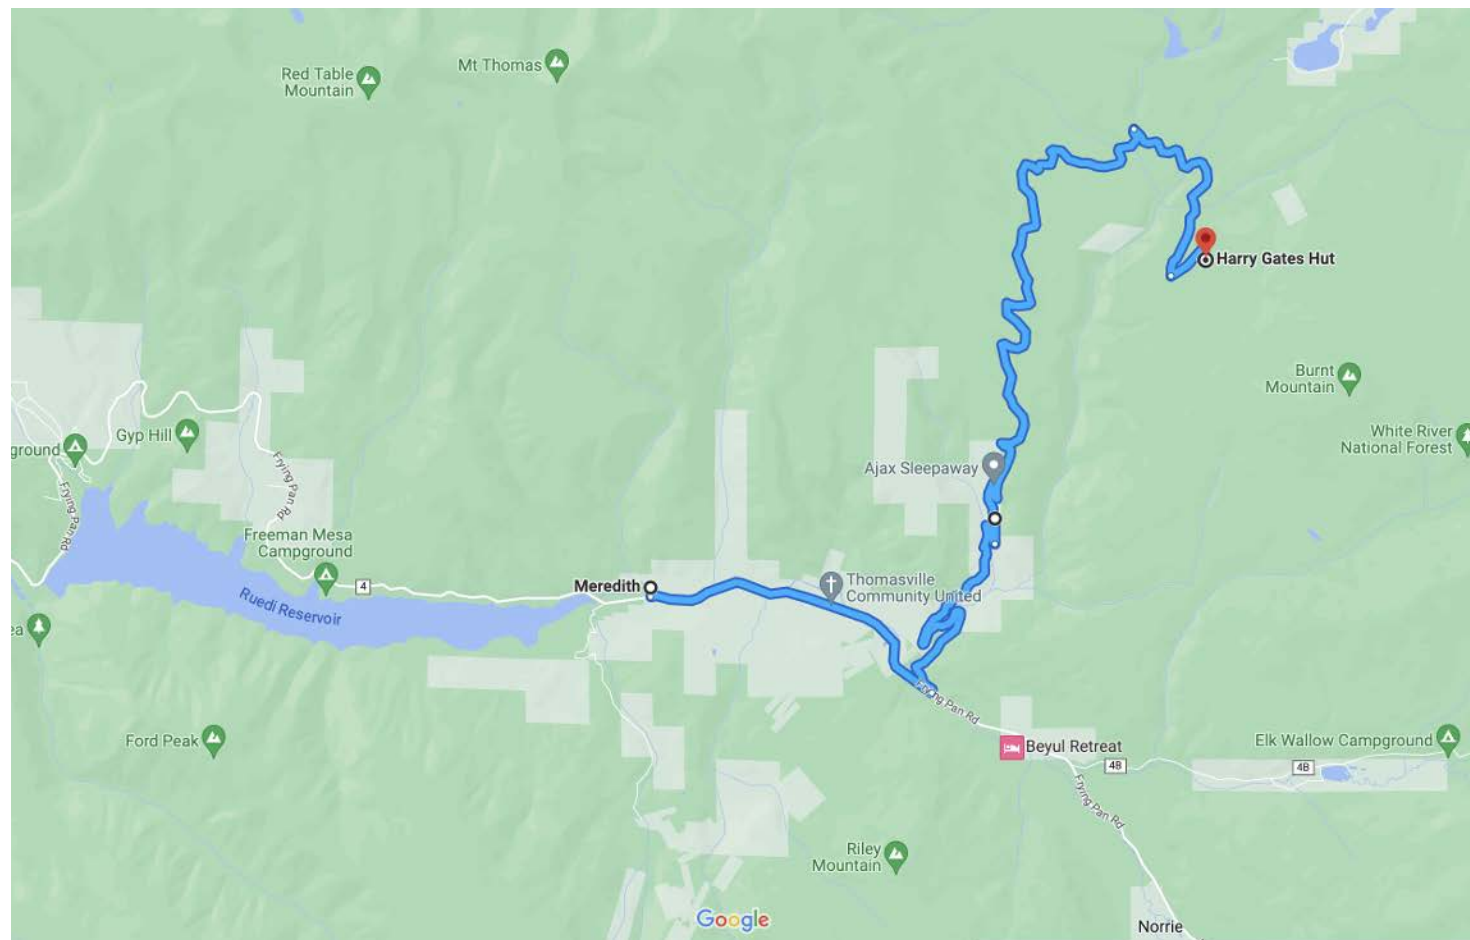 Mt Thomas
Red Table
Mountain
Harry Gates Hut
Burnt
Mountain
White River
National Forest
Gyp Hill
ground
Ajax Sleepaway
Frying Pan Rd
Frying Pan Rd
Freeman Mesa
Campground
4
Meredith
Thomasville
Community United
Ruedi Reservoir
ea
Frying Pan Rd
Ford Peak
Beyul Retreat
4B
4B
Elk Wallow Campground
Frying Pan Rd
Riley
Mountain
Google
Norrie